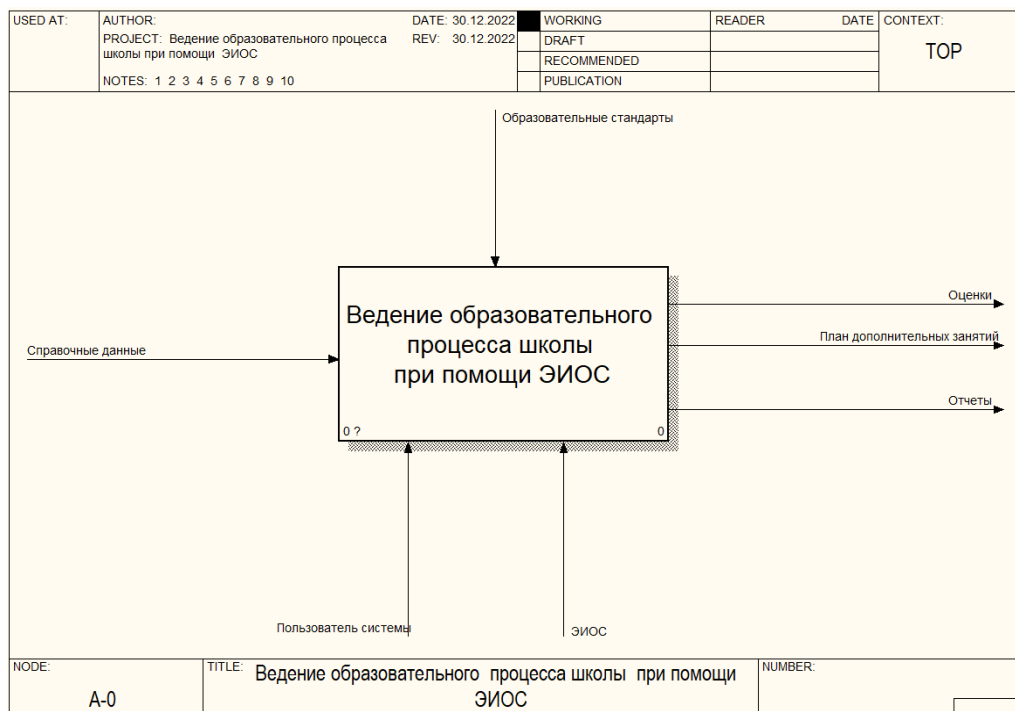 USED AT:
AUTHOR:
DATE: 30.12.2022
PROJECT: Ведение образовательного процесса
школы при помощи ЭИОС
REV: 30.12.2022
NOTES: 1 2 3 4 5 6 7 8 9 10
WORKING
DRAFT
RECOMMENDED
PUBLICATION
READER DATE
CONTEXT:
TOP
Образовательные стандарты
Справочные данные
Ведение образовательного
процесса школы
при помощи ЭИОС
0 ?
0
Оценки
План дополнительных занятий
Отчеты
Пользователь системы
ЭИОС
NODE:
A-0
TITLE:
Ведение образовательного процесса школы при помощи
ЭИОС
NUMBER: